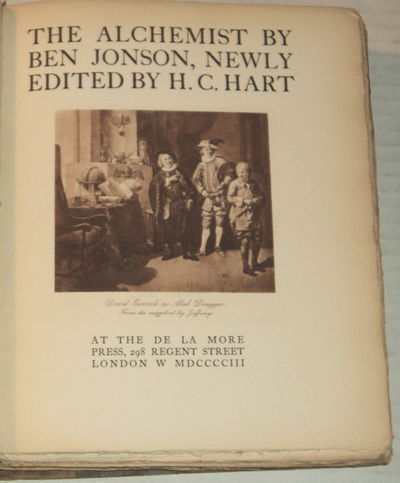 THE ALCHEMIST BY
BEN JONSON, NEWLY
EDITED BY H. C. HART
David Garrick as Abel Drugger.
From the mezzotint by
AT THE DE LA MORE
PRESS, 298 REGENT STREET
LONDON W MDCCCCIII